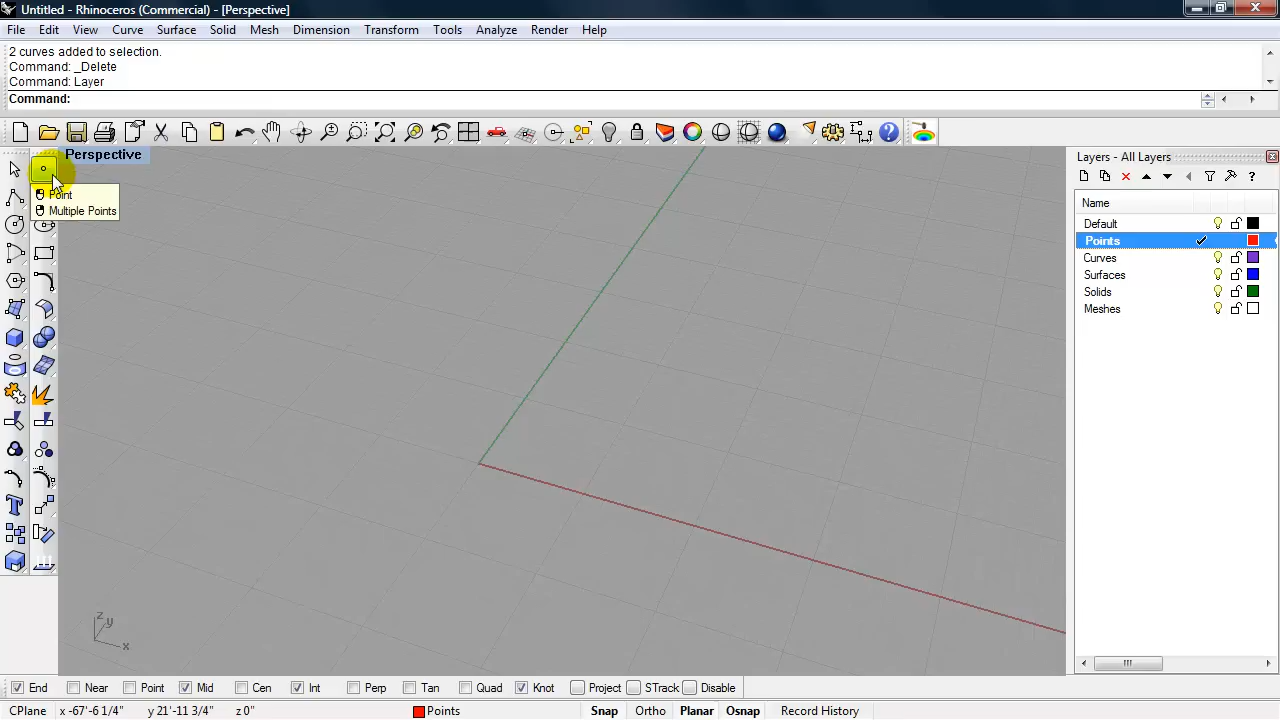 Untitled - Rhinoceros (Commercial) - [Perspective]
File Edit View Curve Surface Solid Mesh Dimension Transform Tools Analyze Render Help
2 curves added to selection.
Command: _Delete
Command: Layer
Command:
Perspective
Point
Multiple Points
Layers - All Layers
Name
Default
Points
Curves
Surfaces
Solids
Meshes
z
y
x
End Near Point Mid Cen Int Perp Tan Quad Knot Project STrack Disable
CPlane x -67'-6 1/4" y 21'-11 3/4" z 0" Points Snap Ortho Planar Osnap Record History